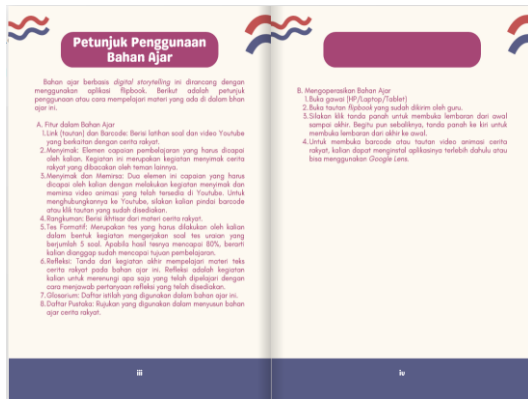 Petunjuk Penggunaan
Bahan Ajar
Bahan ajar berbasis digital storytelling ini dirancang dengan
menggunakan aplikasi flipbook. Berikut adalah petunjuk
penggunaan atau cara mempelajari materi yang ada di dalam bhan
ajar ini.
A. Fitur dalam Bahan Ajar
1.Link (tautan) dan Barcode: Berisi latihan soal dan video Youtube
yang berkaitan dengan cerita rakyat.
2.Menyimak: Elemen capaian pembelajaran yang harus dicapai
oleh kalian. Kegiatan ini merupakan kegiatan menyimak cerita
rakyat yang dibacakan oleh teman lainnya.
3.Menyimak dan Memirsa: Dua elemen ini capaian yang harus
dicapai oleh kalian dengan melakukan kegiatan menyimak dan
memirsa video animasi yang telah tersedia di Youtube. Untuk
menghubungkannya ke Youtube, silakan kalian pindai barcode
atau klik tautan yang sudah disediakan.
4.Rangkuman: Berisi ikhtisar dari materi cerita rakyat.
5.Tes Formatif: Merupakan tes yang harus dilakukan oleh kalian
dalam bentuk kegiatan mengerjakan soal tes uraian yang
berjumlah 5 soal. Apabila hasil tesnya mencapai 80%, berarti
kalian dianggap sudah mencapai tujuan pembelajaran.
6.Refleksi: Tanda dari kegiatan akhir mempelajari materi teks
cerita rakyat pada bahan ajar ini. Refleksi adalah kegiatan
kalian untuk merenungi apa saja yang telah dipelajari dengan
cara menjawab pertanyaan refleksi yang telah disediakan.
7.Glosarium: Daftar istilah yang digunakan dalam bahan ajar ini.
8.Daftar Pustaka: Rujukan yang digunakan dalam menyusun bahan
ajar cerita rakyat.
iii
B. Mengoperasikan Bahan Ajar
1.Buka gawai (HP/Laptop/Tablet)
2.Buka tautan flipbook yang sudah dikirim oleh guru.
3.Silakan klik tanda panah untuk membuka lembaran dari awal
sampai akhir. Begitu pun sebaliknya, tanda panah ke kiri untuk
membuka lembaran dari akhir ke awal.
4.Untuk membuka barcode atau tautan video animasi cerita
rakyat, kalian dapat menginstal aplikasinya terlebih dahulu atau
bisa menggunakan Google Lens.
iv